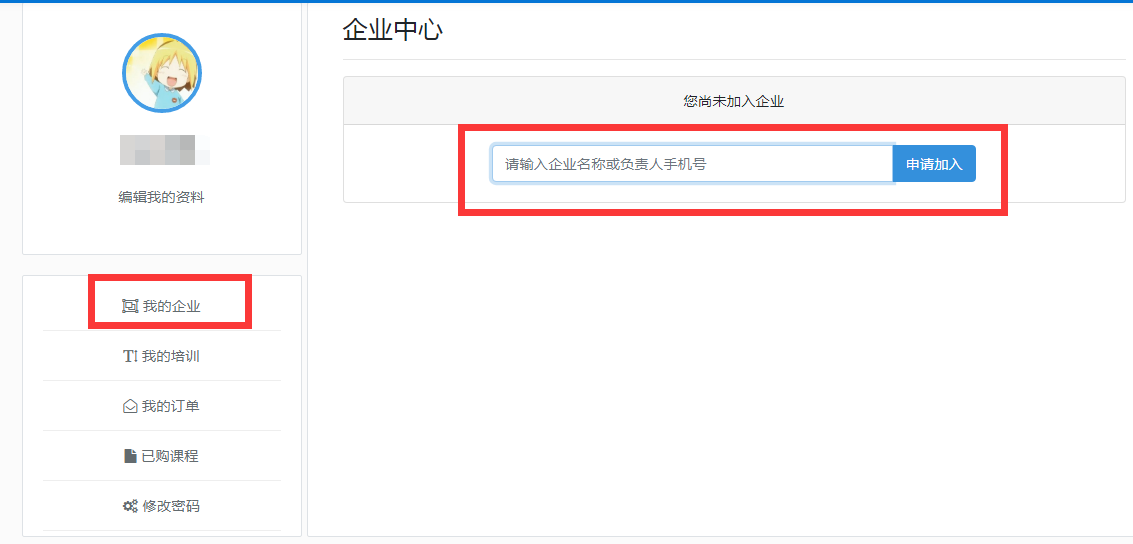 编辑我的资料
我的企业
我的培训
我的订单
已购课程
修改密码
企业中心
您尚未加入企业
请输入企业名称或负责人手机号
申请加入